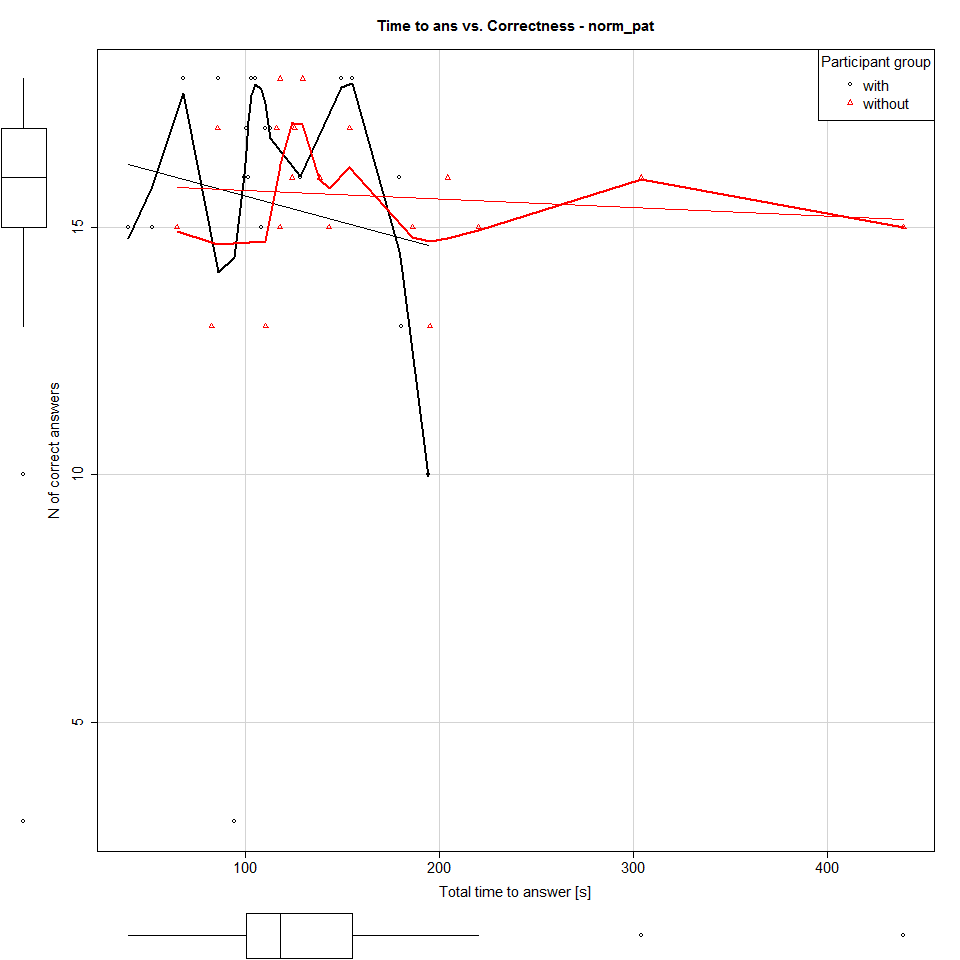 Time to ans vs. Correctness - norm_pat
Participant group
with
without
N of correct answers
15
10
5
100
200
300
400
Total time to answer [s]